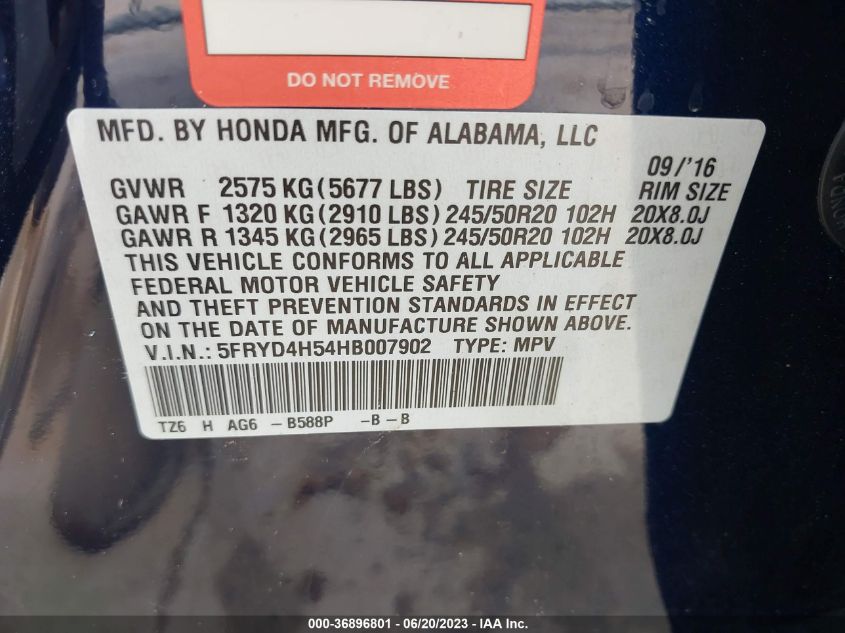 DO NOT REMOVE
MFD. BY HONDA MFG. OF ALABAMA, LLC
09/'16
GVWR 2575 KG (5677 LBS) TIRE SIZE RIM SIZE
GAWR F 1320 KG (2910 LBS) 245/50R20 102H 20X8.0J
GAWR R 1345 KG (2965 LBS) 245/50R20 102H 20X8.0J
THIS VEHICLE CONFORMS TO ALL APPLICABLE
FEDERAL MOTOR VEHICLE SAFETY
AND THEFT PREVENTION STANDARDS IN EFFECT
ON THE DATE OF MANUFACTURE SHOWN ABOVE.
V.I.N.: 5FRYD4H54HB007902 TYPE: MPV
TZ6 H AG6 -B588P -B-B
000-36896801 - 06/20/2023 - IAA Inc.